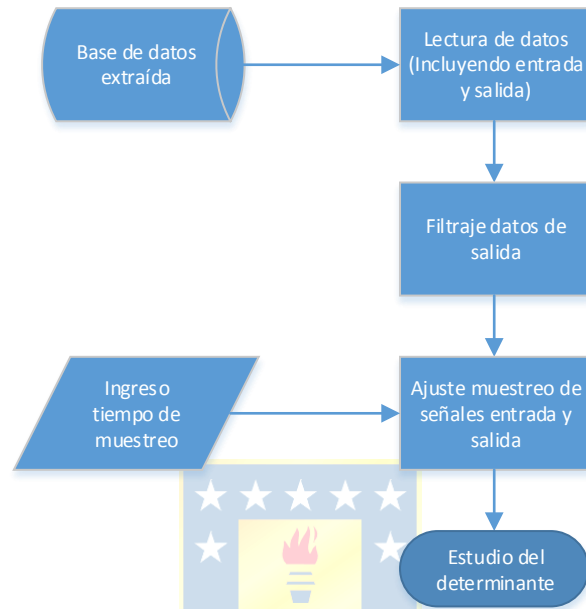 Base de datos
extraída
Lectura de datos
(Incluyendo entrada
y salida)
Filtraje datos de
salida
Ingreso
tiempo de
muestreo
Ajuste muestreo de
señales entrada y
salida
Estudio del
determinante